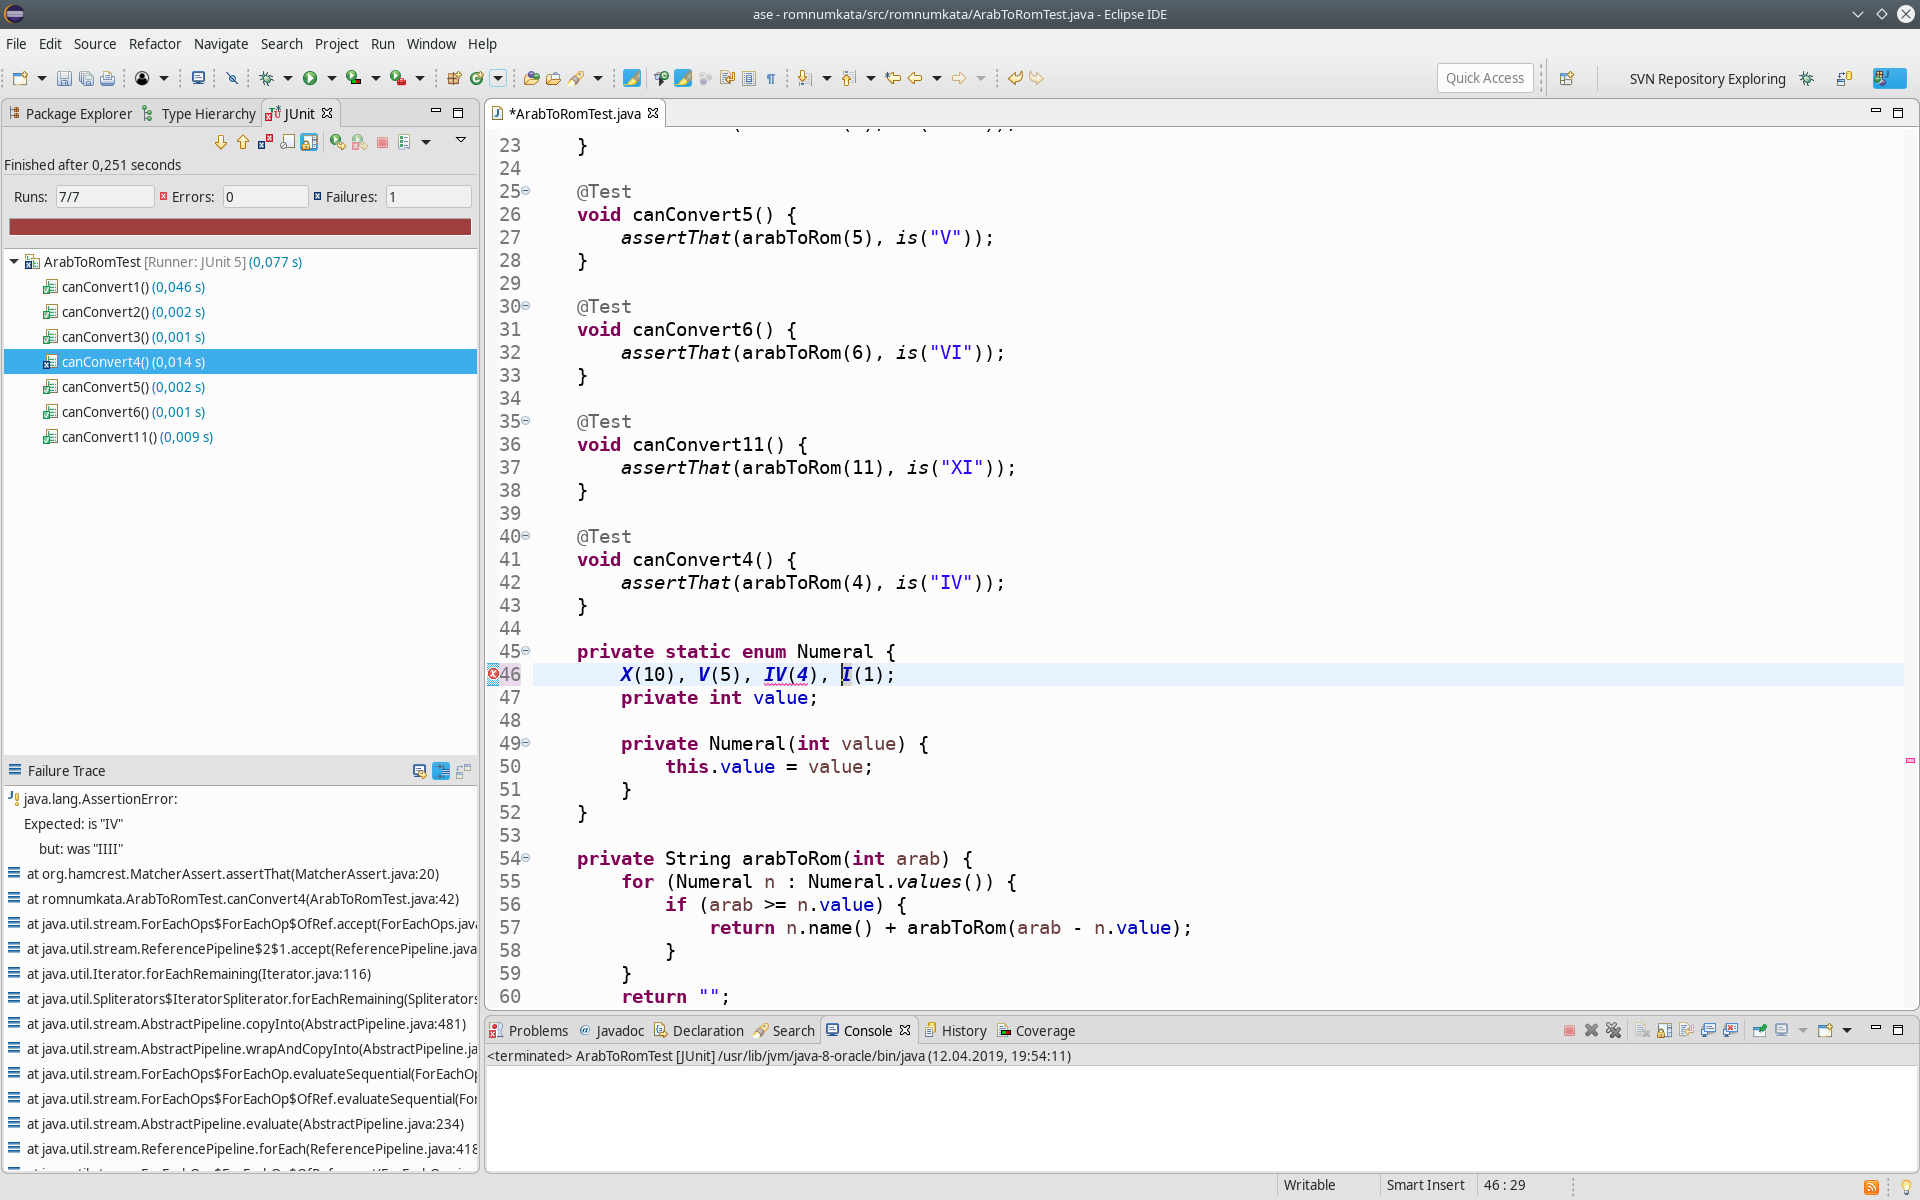 ase - romnumkata/src/romnumkata/ArabToRomTest.java - Eclipse IDE
File Edit Source Refactor Navigate Search Project Run Window Help
Quick Access
SVN Repository Exploring
Package Explorer Type Hierarchy JUnit
Finished after 0,251 seconds
Runs: 7/7 Errors: 0 Failures: 1
ArabToRomTest [Runner: JUnit 5] (0,077 s)
canConvert1() (0,046 s)
canConvert2() (0,002 s)
canConvert3() (0,001 s)
canConvert4() (0,014 s)
canConvert5() (0,002 s)
canConvert6() (0,001 s)
canConvert11() (0,009 s)
Failure Trace
java.lang.AssertionError:
Expected: is "IV"
but: was "IIII"
at org.hamcrest.MatcherAssert.assertThat(MatcherAssert.java:20)
at romnumkata.ArabToRomTest.canConvert4(ArabToRomTest.java:42)
at java.util.stream.ForEachOps$ForEachOp$OfRef.accept(ForEachOps.java
at java.util.stream.ReferencePipeline$2$1.accept(ReferencePipeline.java
at java.util.Iterator.forEachRemaining(Iterator.java:116)
at java.util.Spliterators$IteratorSpliterator.forEachRemaining(Spliterators
at java.util.stream.AbstractPipeline.copyInto(AbstractPipeline.java:481)
at java.util.stream.AbstractPipeline.wrapAndCopyInto(AbstractPipeline.ja
at java.util.stream.ForEachOps$ForEachOp.evaluateSequential(ForEachOp
at java.util.stream.ForEachOps$ForEachOp$OfRef.evaluateSequential(For
at java.util.stream.AbstractPipeline.evaluate(AbstractPipeline.java:234)
at java.util.stream.ReferencePipeline.forEach(ReferencePipeline.java:418
*ArabToRomTest.java
23 }
24
25 @Test
26 void canConvert5() {
27 assertThat(arabToRom(5), is("V"));
28 }
29
30 @Test
31 void canConvert6() {
32 assertThat(arabToRom(6), is("VI"));
33 }
34
35 @Test
36 void canConvert11() {
37 assertThat(arabToRom(11), is("XI"));
38 }
39
40 @Test
41 void canConvert4() {
42 assertThat(arabToRom(4), is("IV"));
43 }
44
45 private static enum Numeral {
46 X(10), V(5), IV(4), I(1);
47 private int value;
48
49 private Numeral(int value) {
50 this.value = value;
51 }
52 }
53
54 private String arabToRom(int arab) {
55 for (Numeral n : Numeral.values()) {
56 if (arab >= n.value) {
57 return n.name() + arabToRom(arab - n.value);
58 }
59 }
60 return "";
Problems Javadoc Declaration Search Console History Coverage
<terminated> ArabToRomTest [JUnit] /usr/lib/jvm/java-8-oracle/bin/java (12.04.2019, 19:54:11)
Writable Smart Insert 46 : 29